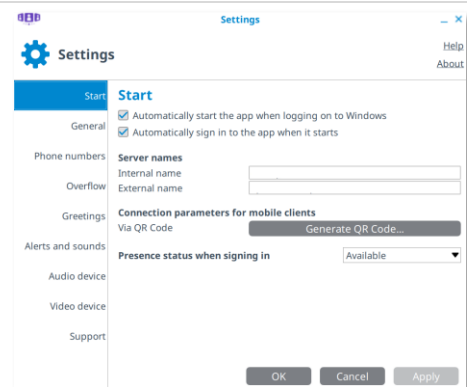 Settings
Settings
Help
About
Start
General
Phone numbers
Overflow
Greetings
Alerts and sounds
Audio device
Video device
Support
Start
Automatically start the app when logging on to Windows
Automatically sign in to the app when it starts
Server names
Internal name
External name
Connection parameters for mobile clients
Via QR Code
Generate QR Code...
Presence status when signing in
Available
OK
Cancel
Apply